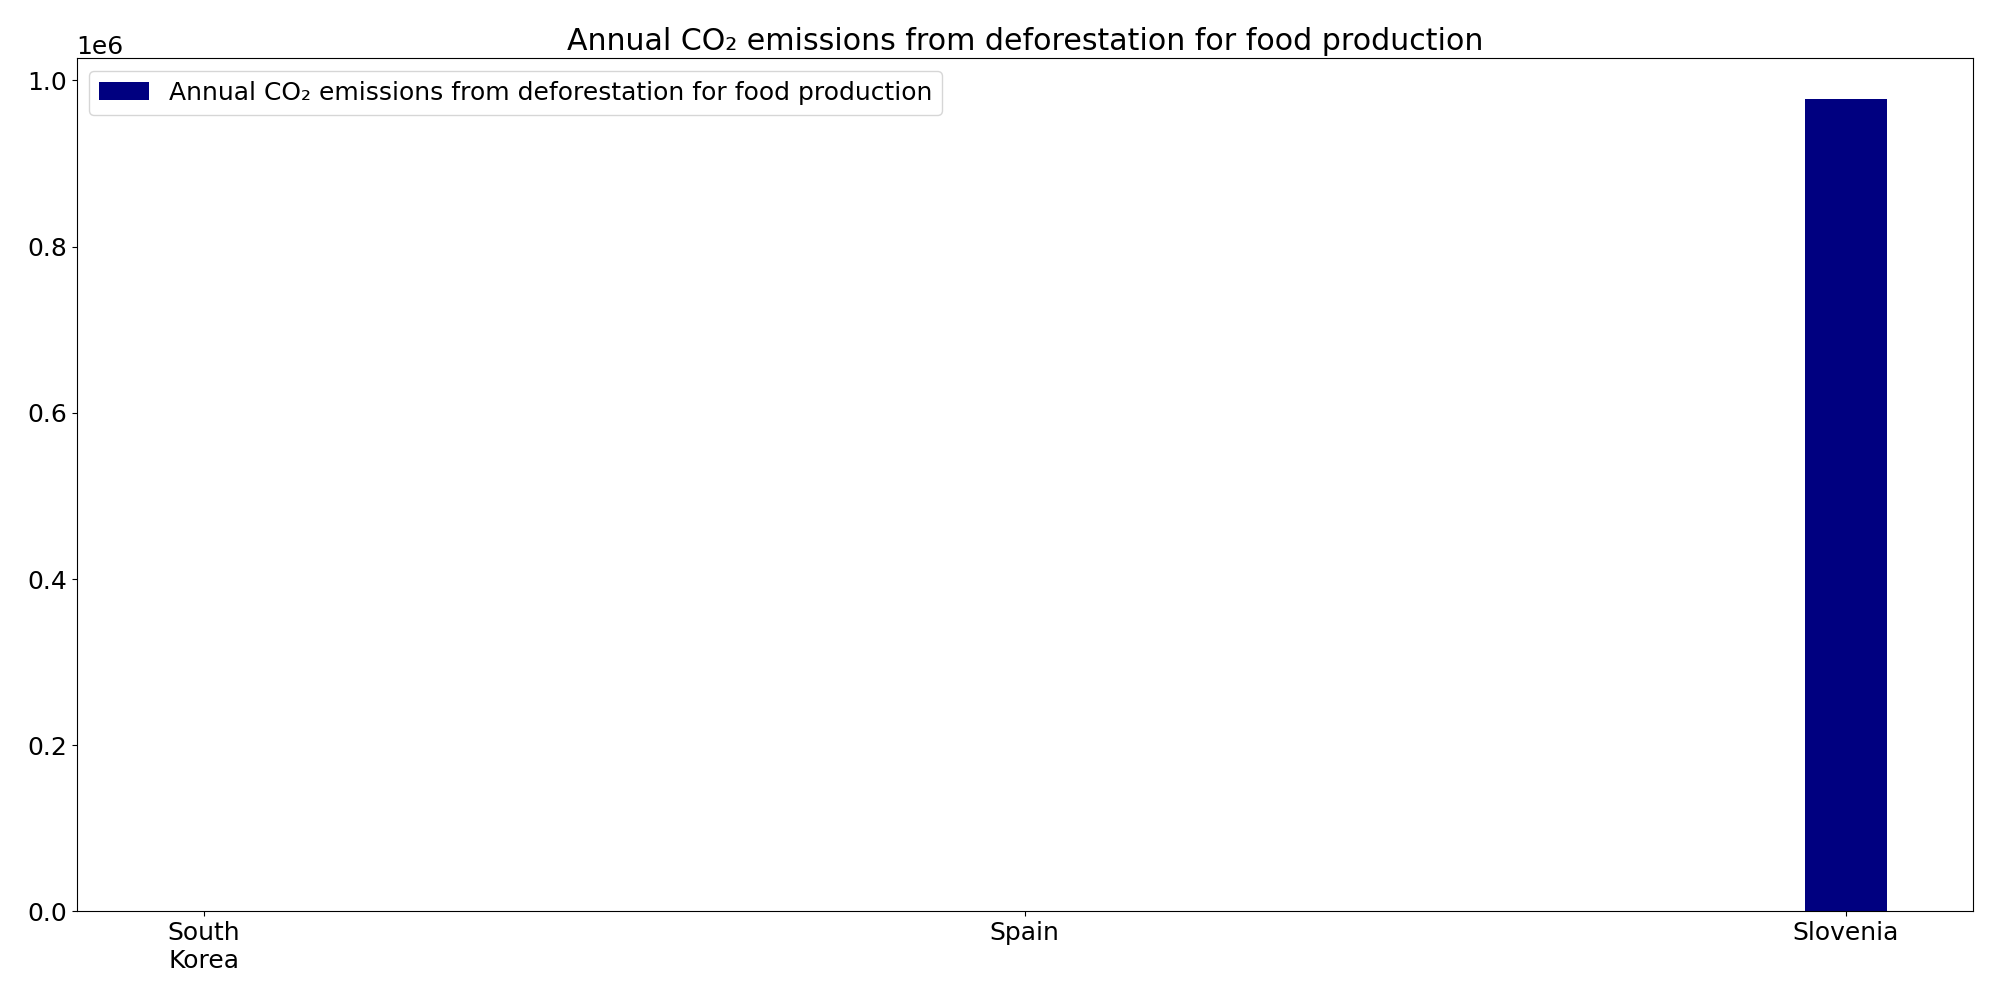 Annual CO₂ emissions from deforestation for food production
1e6
1.0
Annual CO₂ emissions from deforestation for food production
0.8
0.6
0.4
0.2
0.0
South
Korea
Spain
Slovenia